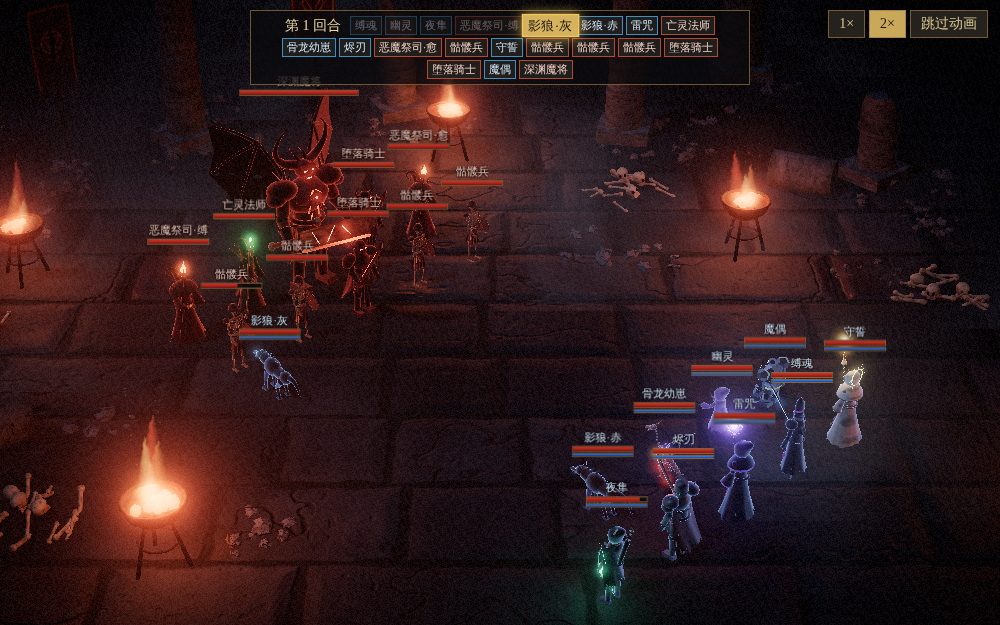 第 1 回合 缚魂 幽灵 夜隼 恶魔祭司·缚 影狼·灰 影狼·赤 雷咒 亡灵法师
骨龙幼崽 烬刃 恶魔祭司·愈 骷髅兵 守誓 骷髅兵 骷髅兵 骷髅兵 堕落骑士
堕落骑士 魔偶 深渊魔将
1× 2× 跳过动画
深渊魔将
恶魔祭司·愈
堕落骑士
骷髅兵
骷髅兵
亡灵法师
堕落骑士
恶魔祭司·缚
骷髅兵
骷髅兵
影狼·灰
魔偶
守誓
幽灵
缚魂
骨龙幼崽
雷咒
影狼·赤
烬刃
夜隼